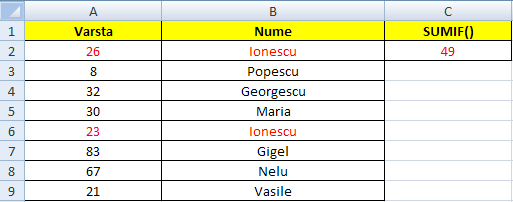 A B C
1 Varsta Nume SUMIF()
2 26 Ionescu 49
3 8 Popescu
4 32 Georgescu
5 30 Maria
6 23 Ionescu
7 83 Gigel
8 67 Nelu
9 21 Vasile